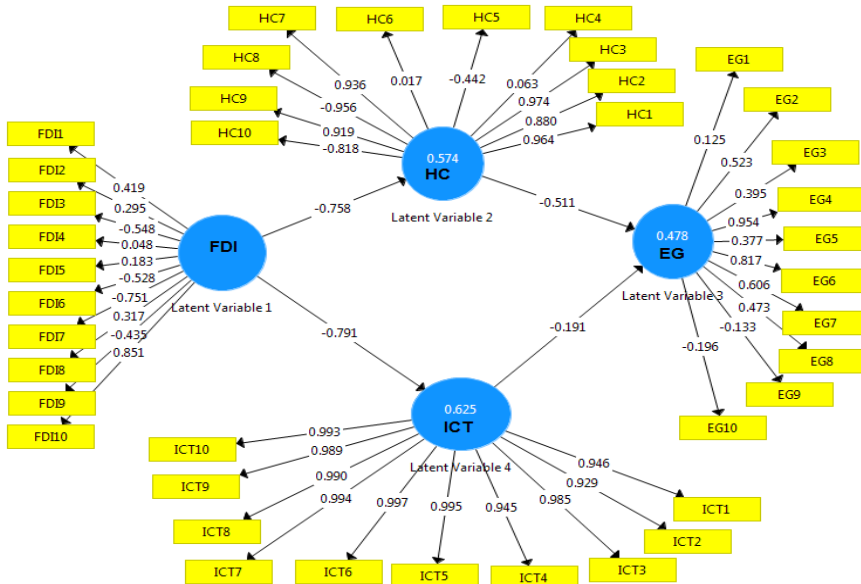 HC7
HC6
HC5
HC4
HC3
HC2
HC1
HC8
HC9
HC10
0.936
0.017
-0.442
0.063
0.974
0.880
0.964
-0.956
0.919
-0.818
0.574
HC
Latent Variable 2
EG1
EG2
EG3
EG4
EG5
EG6
EG7
EG8
EG9
EG10
0.125
0.523
0.395
0.954
0.377
0.817
0.606
0.473
-0.133
-0.196
0.478
EG
Latent Variable 3
FDI1
FDI2
FDI3
FDI4
FDI5
FDI6
FDI7
FDI8
FDI9
FDI10
0.419
0.295
-0.548
0.048
0.183
-0.528
-0.751
0.317
-0.435
0.851
FDI
Latent Variable 1
-0.758
-0.511
-0.791
-0.191
0.625
ICT
Latent Variable 4
ICT10
ICT9
ICT8
ICT7
ICT6
ICT5
ICT4
ICT3
ICT2
ICT1
0.993
0.989
0.990
0.994
0.997
0.995
0.945
0.985
0.929
0.946